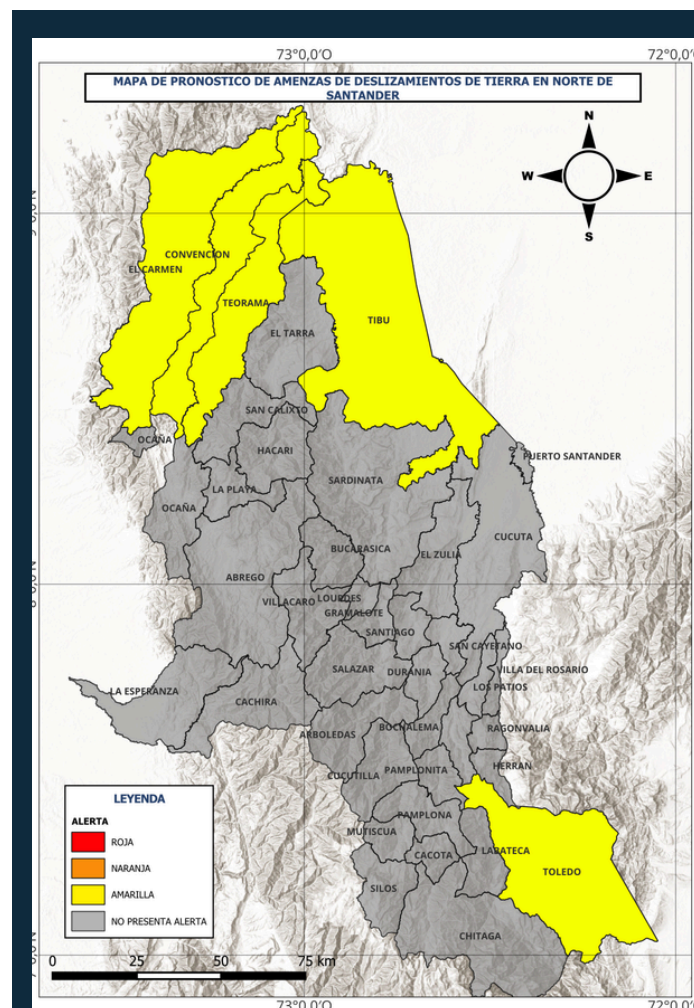 73°0,0'O
72°0,0'O
MAPA DE PRONOSTICO DE AMENZAS DE DESLIZAMIENTOS DE TIERRA EN NORTE DE
SANTANDER
N
W
E
S
CONVENCION
EL CARMEN
TEORAMA
TIBU
EL TARRA
SAN CALIXTO
OCAÑA
HACARI
PUERTO SANTANDER
SARDINATA
LA PLAYA
OCAÑA
CUCUTA
BUCARASICA
EL ZULIA
ABREGO
LOURDES
VILLACARO
GRAMALOTE
SANTIAGO
SAN CAYETANO
SALAZAR
DURANIA
VILLA DEL ROSARIO
LOS PATIOS
LA ESPERANZA
CACHIRA
BOCHALEMA
RAGONVALIA
ARBOLEDAS
HERRAN
PAMPLONITA
CUCUTILLA
PAMPLONA
MUTISCUA
LABATECA
CACOTA
TOLEDO
SILOS
CHITAGA
LEYENDA
ALERTA
ROJA
NARANJA
AMARILLA
NO PRESENTA ALERTA
0 25 50 75 km
73°0,0'O
72°0,0'O